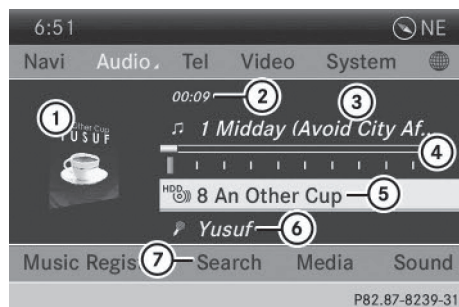 6:51 NE
Navi Audio Tel Video System
00:09 2 3
1 other Cup
YUSUF
1 Midday (Avoid City Af...
4
HDD 8 An Other Cup 5
Yusuf 6
Music Regis 7 Search Media Sound
P82.87-8239-31